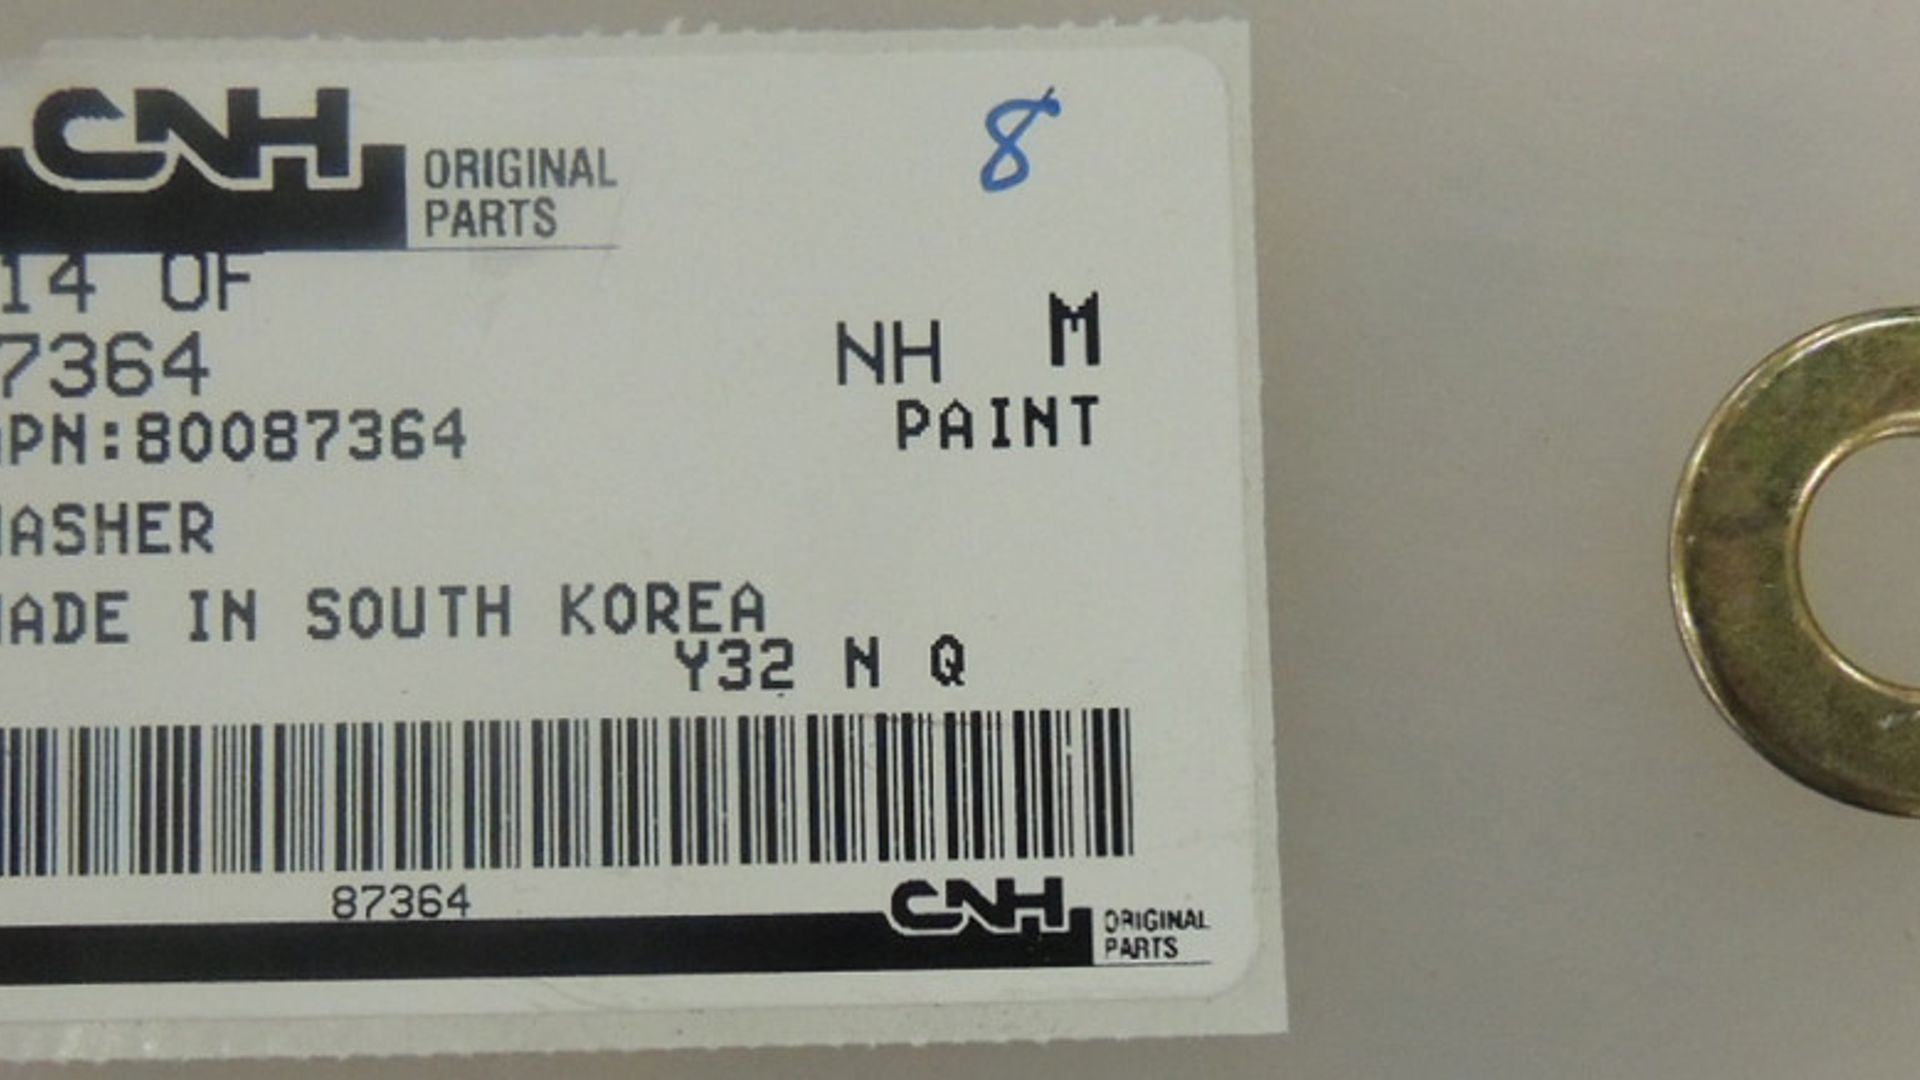 CNH ORIGINAL PARTS
8
14 OF
7364
NH M
PN:80087364
PAINT
ASHER
ADE IN SOUTH KOREA
Y32 N Q
87364
CNH ORIGINAL PARTS